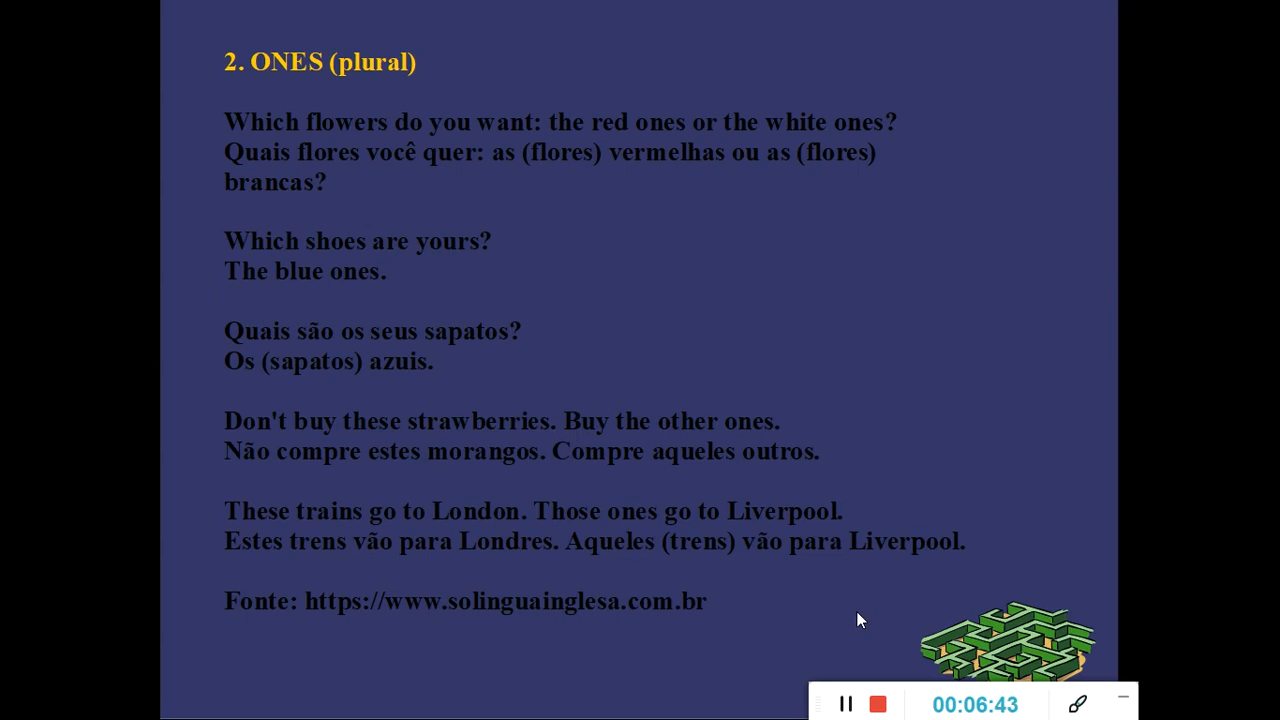 2. ONES (plural)
Which flowers do you want: the red ones or the white ones?
Quais flores você quer: as (flores) vermelhas ou as (flores)
brancas?
Which shoes are yours?
The blue ones.
Quais são os seus sapatos?
Os (sapatos) azuis.
Don't buy these strawberries. Buy the other ones.
Não compre estes morangos. Compre aqueles outros.
These trains go to London. Those ones go to Liverpool.
Estes trens vão para Londres. Aqueles (trens) vão para Liverpool.
Fonte: https://www.solinguainglesa.com.br
00:06:43